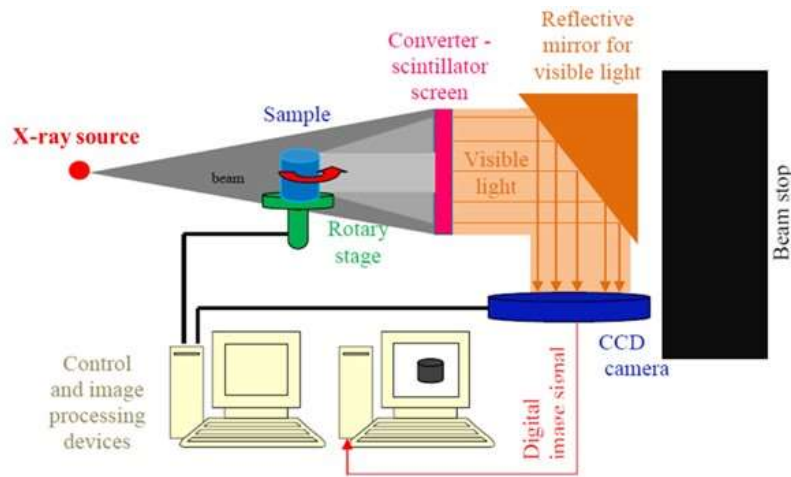 Reflective
mirror for
visible light
Converter -
scintillator
screen
Sample
X-ray source
beam
Visible
light
Rotary
stage
Beam stop
CCD
camera
Control
and image
processing
devices
Digital
image signal